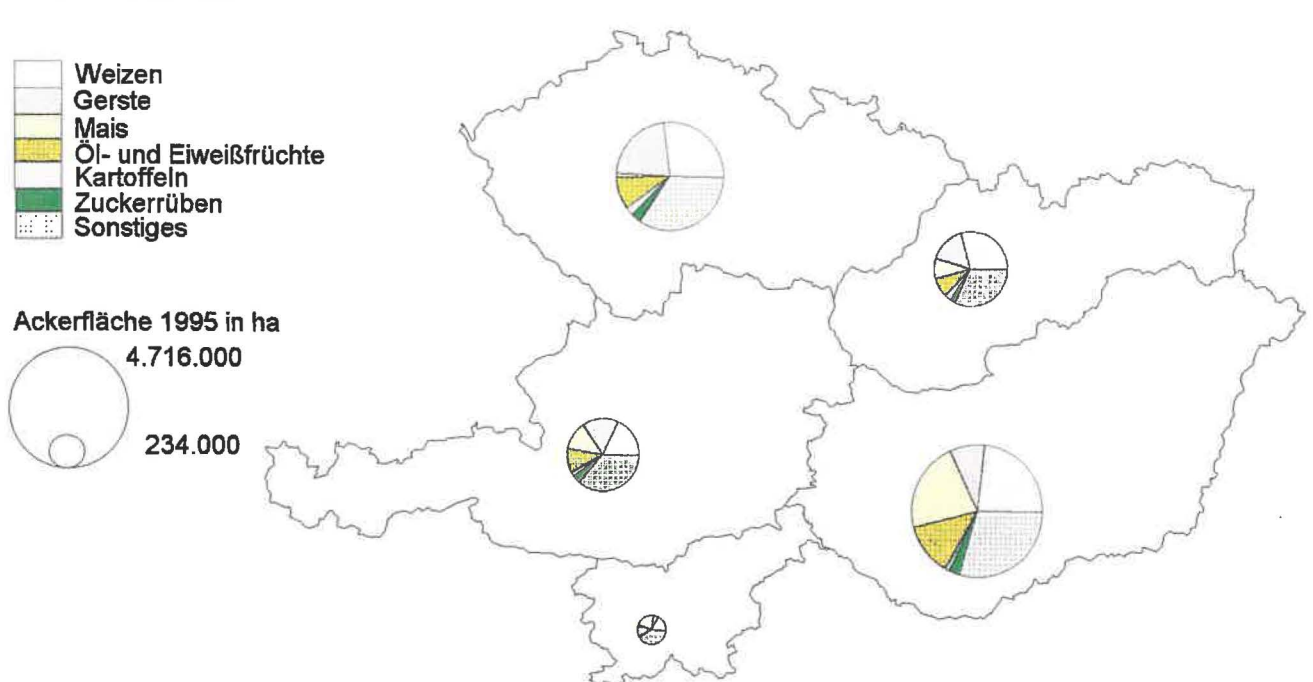 Weizen
Gerste
Mais
Öl- und Eiweißfrüchte
Kartoffeln
Zuckerrüben
Sonstiges
Ackerfläche 1995 in ha
4.716.000
234.000